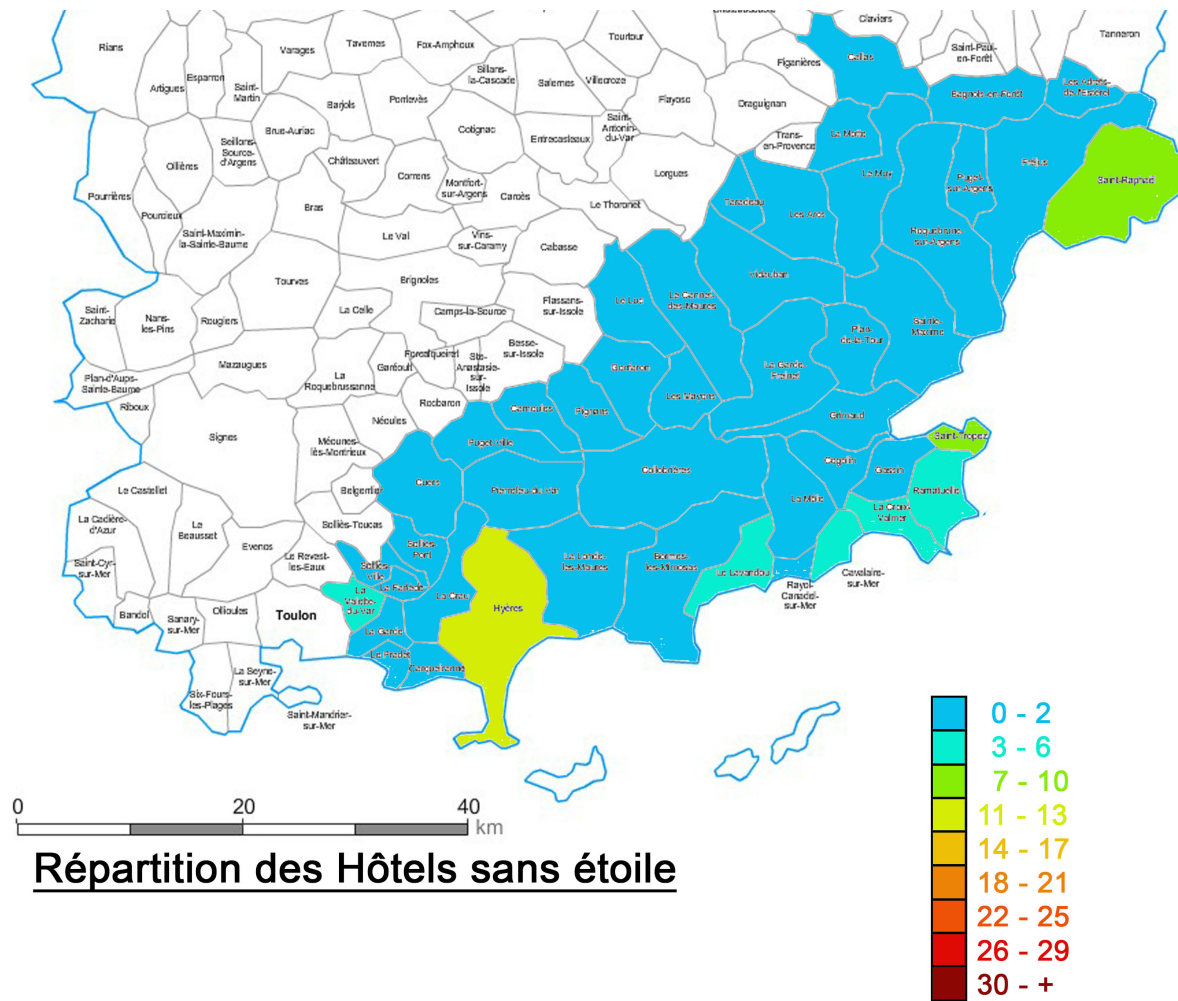 Claviers
Tanneron
Rians
Varages
Tavernes
Fox-Amphoux
Tourtour
Saint-Paul-
en-Forêt
Figanières
Callas
Artigues
Esparron
Saint-
Martin
Sillans-
la-Cascade
Salernes
Villecroze
Les Adrets-
de-l'Esterel
Bagnols-en-Forêt
Barjols
Pontevès
Flayosc
Draguignan
Brue-Auriac
Cotignac
Entrecasteaux
Saint-
Antonin-
du-Var
Trans-
en-Provence
La Motte
Seillons-
Source-
d'Argens
Ollières
Châteauvert
Correns
Montfort-
sur-Argens
Carcès
Lorgues
Le Muy
Puget-
sur-Argens
Fréjus
Saint-Raphaël
Pourrières
Pourcieux
Bras
Le Thoronet
Taradeau
Les Arcs
Saint-Maximin-
la-Sainte-Baume
Le Val
Vins-
sur-Caramy
Cabasse
Roquebrune-
sur-Argens
Tourves
Brignoles
Vidauban
Saint-
Zacharie
Nans-
les-Pins
Rougiers
La Celle
Camps-la-Source
Flassans-
sur-Issole
Le Luc
Le Cannet-
des-Maures
Sainte-
Maxime
Plan-
de-la-Tour
Mazaugues
Forcalqueiret
Besse-
sur-Issole
Garéoult
Ste-
Anastasie-
sur-
Issole
Gonfaron
La Garde-
Freinet
Plan-d'Aups-
Sainte-Baume
La
Roquebrussanne
Riboux
Rocbaron
Les Mayons
Néoules
Carnoules
Pignans
Grimaud
Signes
Méounes-
lès-Montrieux
Puget-ville
Saint-Tropez
Collobrières
Cogolin
Gassin
Cuers
Pierrefeu-du-Var
Belgentier
Ramatuelle
Le Castellet
La Môle
La Croix-
Valmer
La Cadière-
d'Azur
Le
Beausset
Solliès-Toucas
Evenos
Solliès-
Pont
Saint-Cyr-
sur-Mer
Le Revest-
les-Eaux
Solliès-
ville
La Londe-
les-Maures
Bormes-
les-Mimosas
Le Lavandou
Cavalaire-
sur-Mer
Rayol-
Canadel-
sur-Mer
La Farlède
La
Valette-
du-Var
La Crau
Hyères
Bandol
Sanary-
sur-Mer
Ollioules
Toulon
La Garde
Le Pradet
Carqueiranne
La Seyne-
sur-Mer
Six-Fours-
les-Plages
Saint-Mandrier-
sur-Mer
0 20 40
km
Répartition des Hôtels sans étoile
0 - 2
3 - 6
7 - 10
11 - 13
14 - 17
18 - 21
22 - 25
26 - 29
30 - +